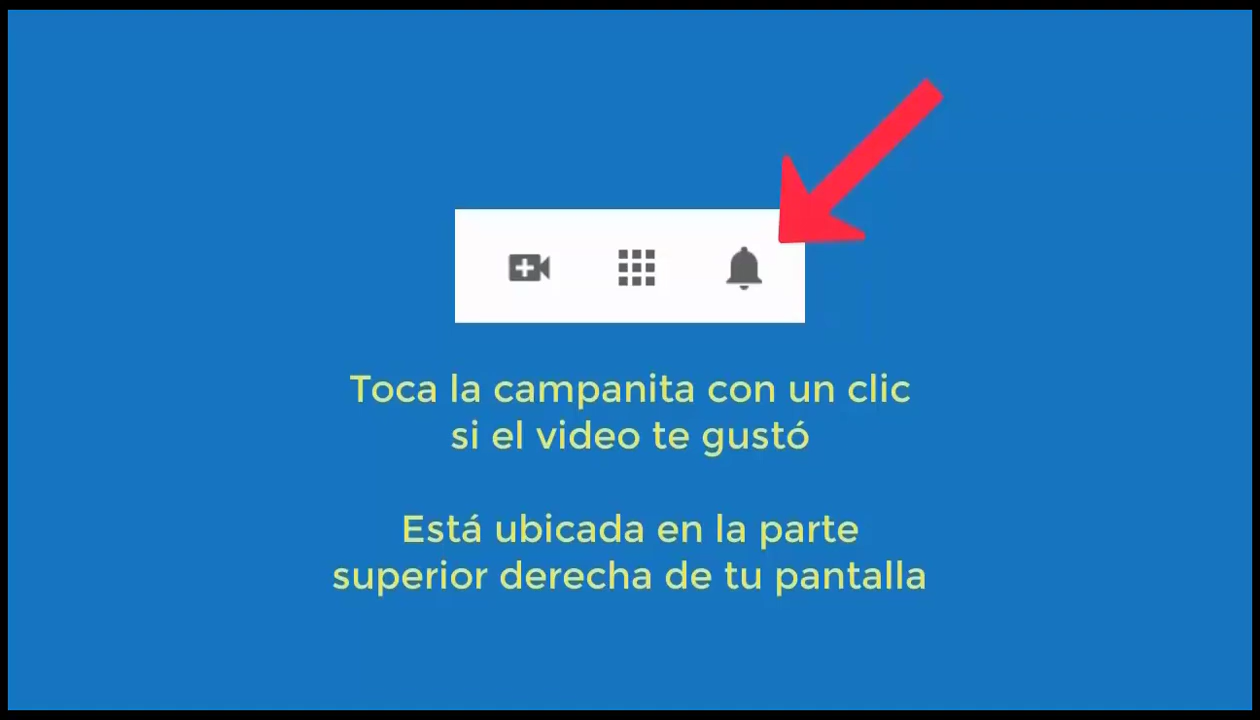 Toca la campanita con un clic
si el video te gustó
Está ubicada en la parte
superior derecha de tu pantalla